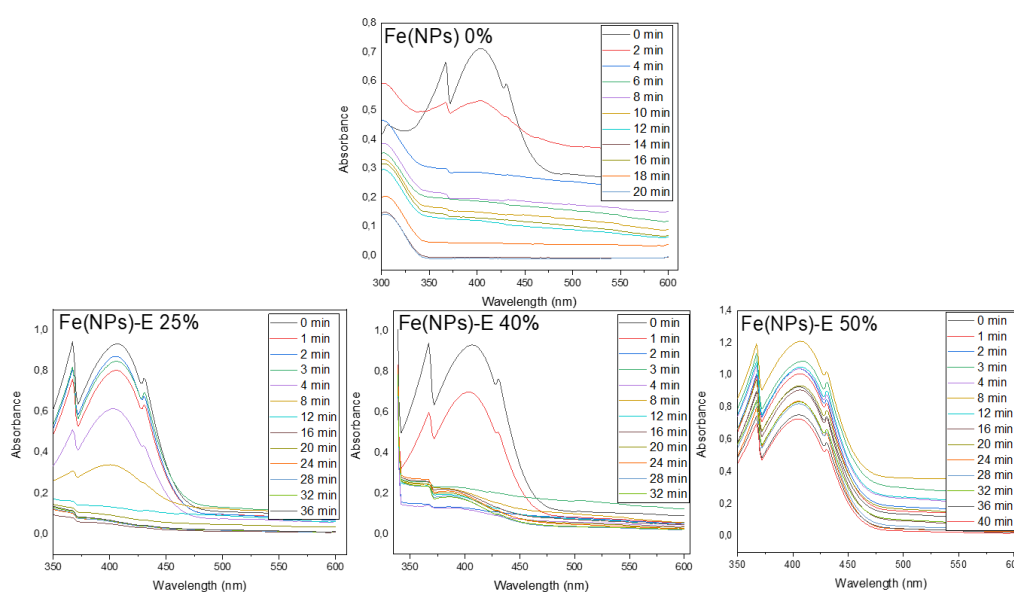 Fe(NPs) 0%
0 min
2 min
4 min
6 min
8 min
10 min
12 min
14 min
16 min
18 min
20 min
0,8
0,7
0,6
0,5
0,4
0,3
0,2
0,1
0,0
Absorbance
300
350
400
450
500
550
600
Wavelength (nm)
Fe(NPs)-E 25%
0 min
1 min
2 min
3 min
4 min
8 min
12 min
16 min
20 min
24 min
28 min
32 min
36 min
1,0
0,8
0,6
0,4
0,2
0,0
Absorbance
350
400
450
500
550
600
Wavelength (nm)
Fe(NPs)-E 40%
0 min
1 min
2 min
3 min
4 min
8 min
12 min
16 min
20 min
24 min
28 min
32 min
1,0
0,8
0,6
0,4
0,2
0,0
Absorbance
350
400
450
500
550
600
Wavelength (nm)
Fe(NPs)-E 50%
0 min
1 min
2 min
3 min
4 min
8 min
12 min
16 min
20 min
24 min
28 min
32 min
36 min
40 min
1,4
1,2
1,0
0,8
0,6
0,4
0,2
0,0
Absorbance
350
400
450
500
550
600
Wavelength (nm)